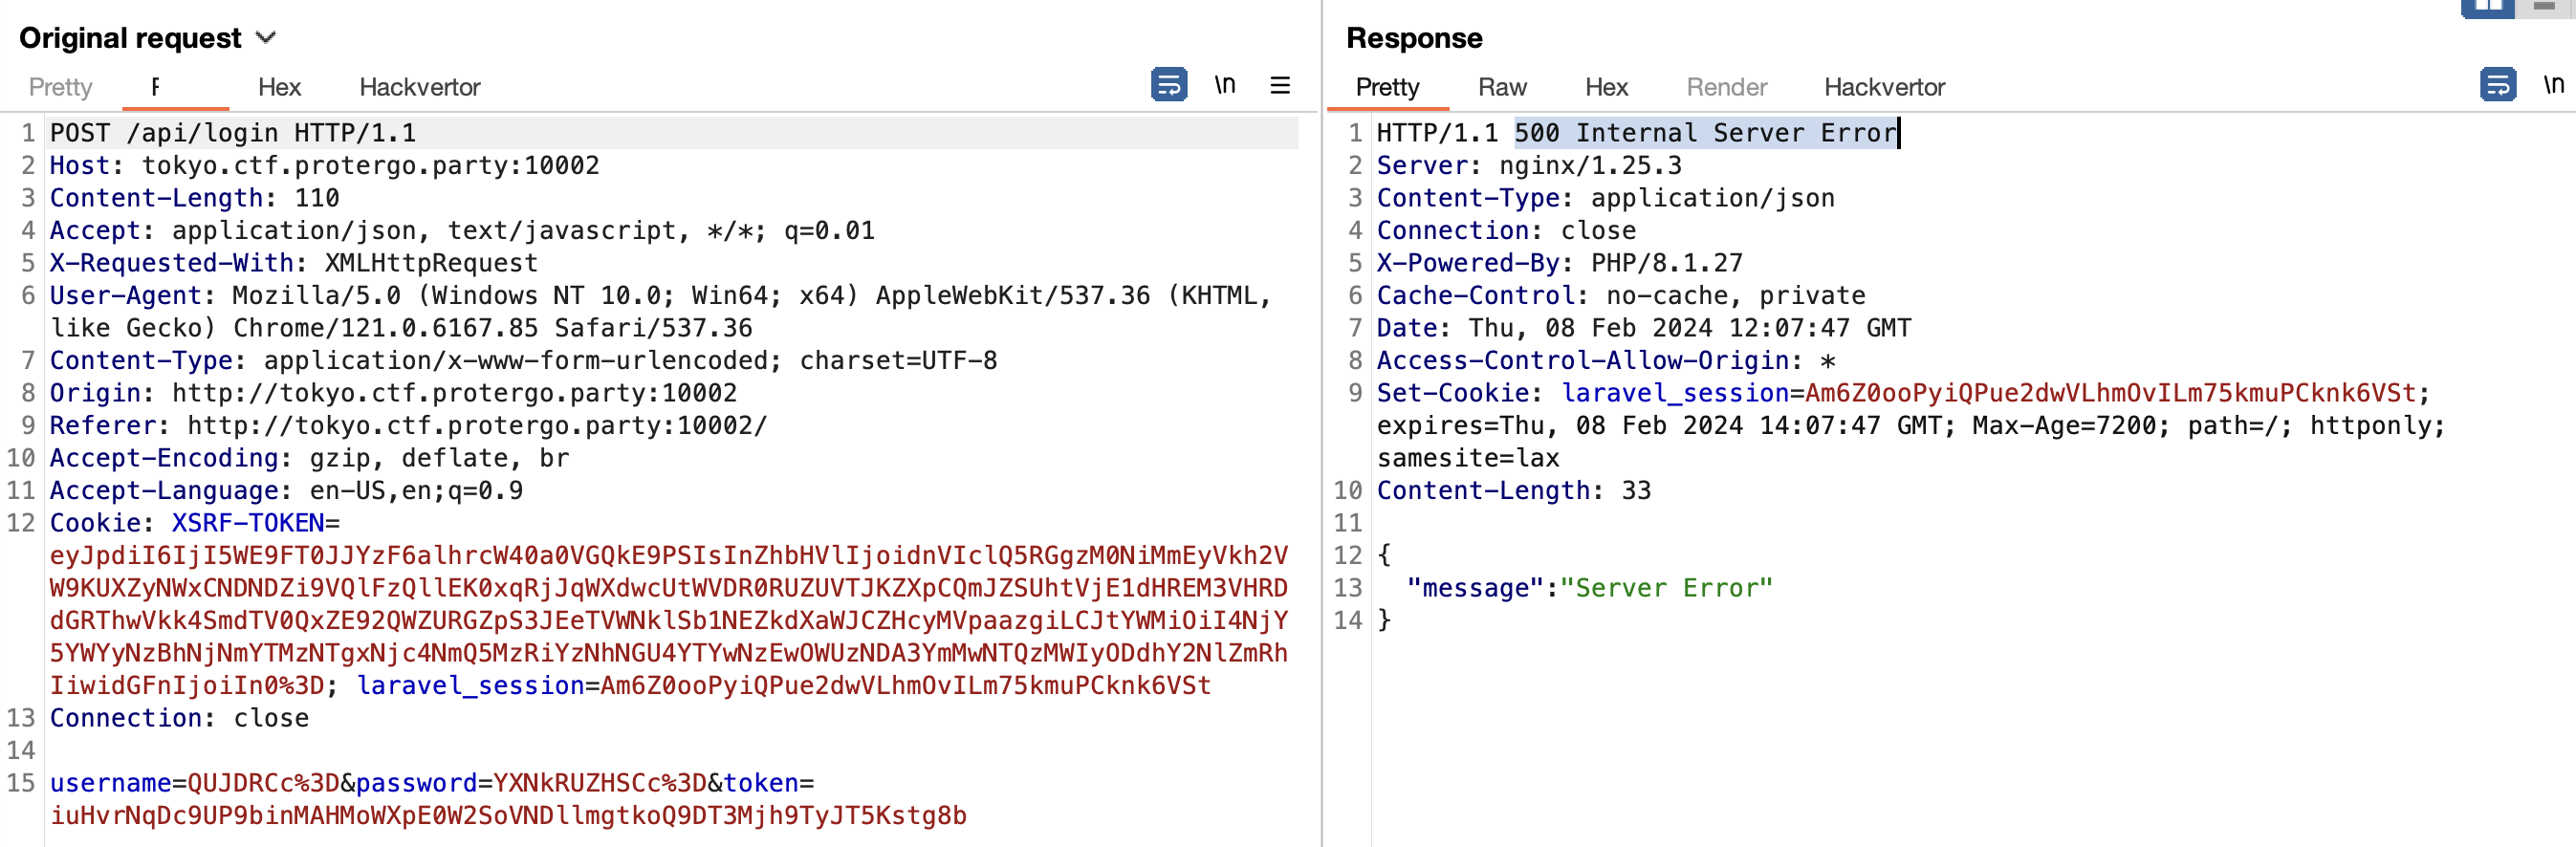 Original request
Pretty Hex Hackvertor \n
1 POST /api/login HTTP/1.1
2 Host: tokyo.ctf.protergo.party:10002
3 Content-Length: 110
4 Accept: application/json, text/javascript, */*; q=0.01
5 X-Requested-With: XMLHttpRequest
6 User-Agent: Mozilla/5.0 (Windows NT 10.0; Win64; x64) AppleWebKit/537.36 (KHTML,
like Gecko) Chrome/121.0.6167.85 Safari/537.36
7 Content-Type: application/x-www-form-urlencoded; charset=UTF-8
8 Origin: http://tokyo.ctf.protergo.party:10002
9 Referer: http://tokyo.ctf.protergo.party:10002/
10 Accept-Encoding: gzip, deflate, br
11 Accept-Language: en-US,en;q=0.9
12 Cookie: XSRF-TOKEN=
eyJpdiI6IjI5WE9FT0JJYzF6alhrcW40a0VGQkE9PSIsInZhbHVlIjoidnVIclQ5RGgzM0NiMmEyVkh2V
W9KUXZyNWxCNDNDZi9VQlFzQllEK0xqRjJqWXdwcUtWVDR0RUZUVTJKZXpCQmJZSUhtVjE1dHREM3VHRD
dGRThwVkk4SmdTV0QxZE92QWZURGZpS3JEeTVWNklSb1NEZkdXaWJCZHcyMVpaazgiLCJtYWMiOiI4NjY
5YWYyNzBhNjNmYTMzNTgxNjc4NmQ5MzRiYzNhNGU4YTYwNzEwOWUzNDA3YmMwNTQzMWIyODdhY2NlZmRh
IiwidGFnIjoiIn0%3D; laravel_session=Am6Z0ooPyiQPue2dwVLhmOvILm75kmuPCknk6VSt
13 Connection: close
14
15 username=QUJDRCc%3D&password=YXNkRUZHSCc%3D&token=
iuHvrNqDc9UP9binMAHMoWXpE0W2SoVNDllmgtkoQ9DT3Mjh9TyJT5Kstg8b
Response
Pretty Raw Hex Render Hackvertor \n
1 HTTP/1.1 500 Internal Server Error
2 Server: nginx/1.25.3
3 Content-Type: application/json
4 Connection: close
5 X-Powered-By: PHP/8.1.27
6 Cache-Control: no-cache, private
7 Date: Thu, 08 Feb 2024 12:07:47 GMT
8 Access-Control-Allow-Origin: *
9 Set-Cookie: laravel_session=Am6Z0ooPyiQPue2dwVLhmOvILm75kmuPCknk6VSt;
expires=Thu, 08 Feb 2024 14:07:47 GMT; Max-Age=7200; path=/; httponly;
samesite=lax
10 Content-Length: 33
11
12 {
13 "message":"Server Error"
14 }